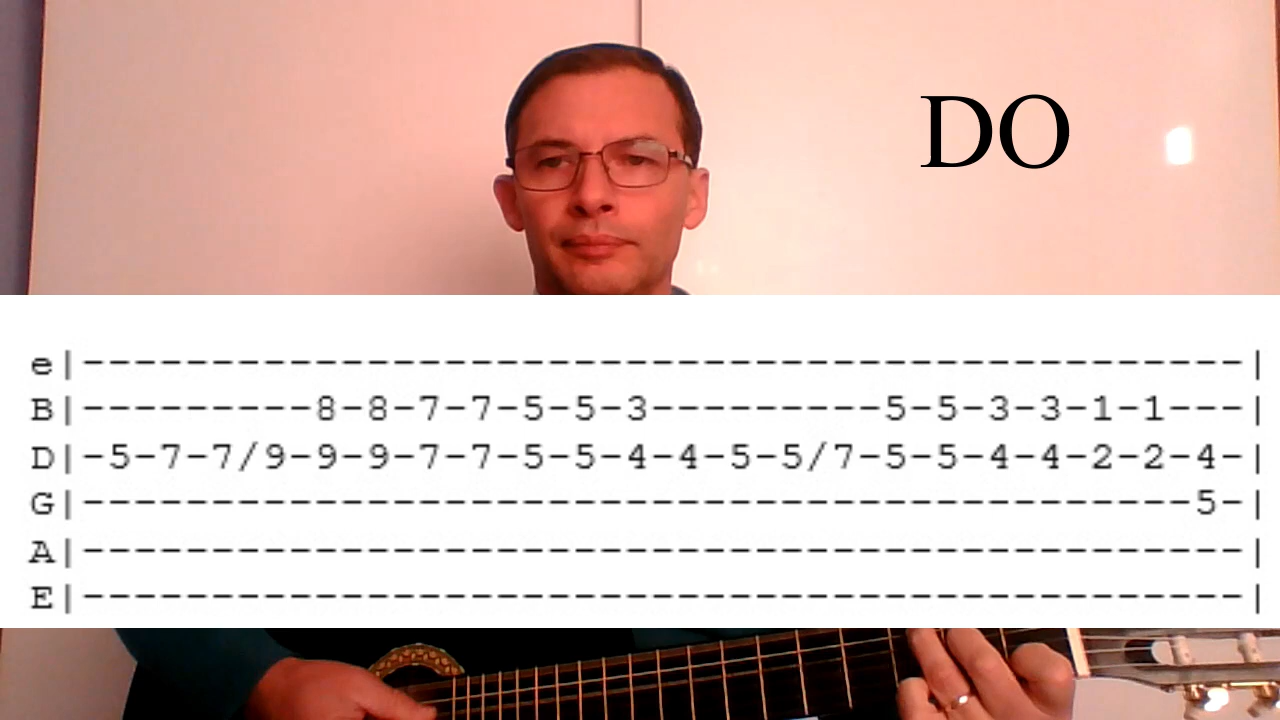 DO
e|---------------------------------------------|
B|---------8-8-7-7-5-5-3---------5-5-3-3-1-1---|
D|-5-7-7/9-9-9-7-7-5-5-4-4-5-5/7-5-5-4-4-2-2-4-|
G|-------------------------------------------5-|
A|---------------------------------------------|
E|---------------------------------------------|